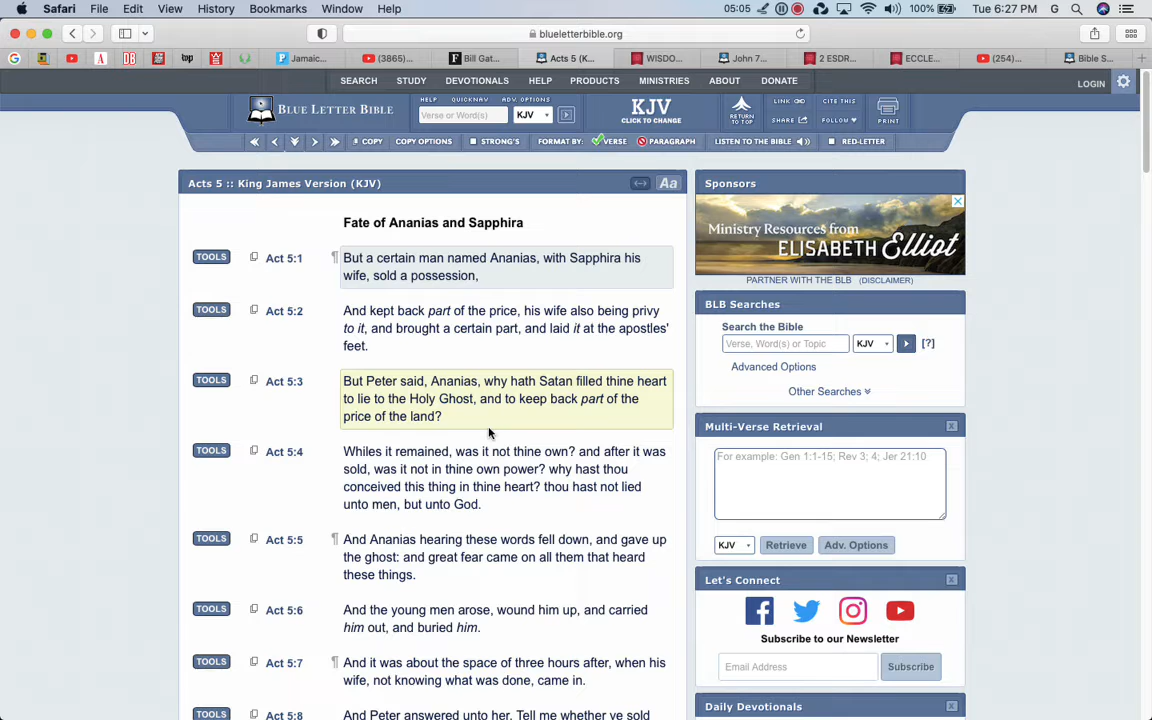 Safari File Edit View History Bookmarks Window Help 05:05 100% Tue 6:27 PM G
blueletterbible.org
Jamaic... (3865)... Bill Gat... Acts 5 (K... WISDO... John 7... 2 ESDR... ECCLE... (254)... Bible S...
SEARCH STUDY DEVOTIONALS HELP PRODUCTS MINISTRIES ABOUT DONATE LOGIN
BLUE LETTER BIBLE
HELP QUICKNAV ADV. OPTIONS
Verse or Word(s) KJV
KJV
CLICK TO CHANGE
RETURN
TO TOP
LINK CITE THIS
SHARE FOLLOW PRINT
COPY COPY OPTIONS STRONG'S FORMAT BY: VERSE PARAGRAPH LISTEN TO THE BIBLE RED-LETTER
Acts 5 :: King James Version (KJV) Aa
Fate of Ananias and Sapphira
TOOLS Act 5:1 ¶ But a certain man named Ananias, with Sapphira his
wife, sold a possession,
TOOLS Act 5:2 And kept back part of the price, his wife also being privy
to it, and brought a certain part, and laid it at the apostles'
feet.
TOOLS Act 5:3 But Peter said, Ananias, why hath Satan filled thine heart
to lie to the Holy Ghost, and to keep back part of the
price of the land?
TOOLS Act 5:4 Whiles it remained, was it not thine own? and after it was
sold, was it not in thine own power? why hast thou
conceived this thing in thine heart? thou hast not lied
unto men, but unto God.
TOOLS Act 5:5 ¶ And Ananias hearing these words fell down, and gave up
the ghost: and great fear came on all them that heard
these things.
TOOLS Act 5:6 And the young men arose, wound him up, and carried
him out, and buried him.
TOOLS Act 5:7 ¶ And it was about the space of three hours after, when his
wife, not knowing what was done, came in.
TOOLS Act 5:8 And Peter answered unto her, Tell me whether ye sold
Sponsors
Ministry Resources from
ELISABETH Elliot
PARTNER WITH THE BLB (DISCLAIMER)
BLB Searches
Search the Bible
Verse, Word(s) or Topic KJV [?]
Advanced Options
Other Searches
Multi-Verse Retrieval
For example: Gen 1:1-15; Rev 3; 4; Jer 21:10
KJV Retrieve Adv. Options
Let's Connect
Subscribe to our Newsletter
Email Address Subscribe
Daily Devotionals